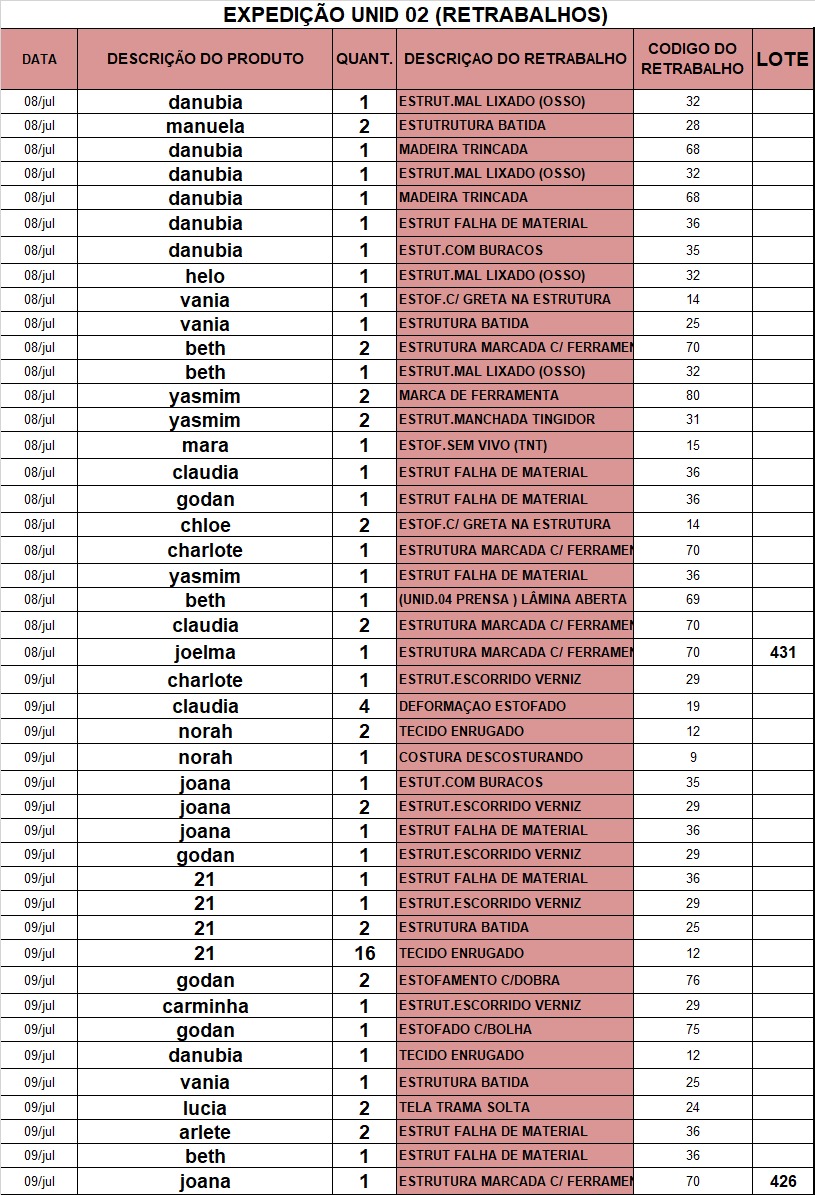 EXPEDIÇÃO UNID 02 (RETRABALHOS)
DATA DESCRIÇÃO DO PRODUTO QUANT. DESCRIÇAO DO RETRABALHO CODIGO DO RETRABALHO LOTE
08/jul danubia 1 ESTRUT.MAL LIXADO (OSSO) 32
08/jul manuela 2 ESTUTRUTURA BATIDA 28
08/jul danubia 1 MADEIRA TRINCADA 68
08/jul danubia 1 ESTRUT.MAL LIXADO (OSSO) 32
08/jul danubia 1 MADEIRA TRINCADA 68
08/jul danubia 1 ESTRUT FALHA DE MATERIAL 36
08/jul danubia 1 ESTUT.COM BURACOS 35
08/jul helo 1 ESTRUT.MAL LIXADO (OSSO) 32
08/jul vania 1 ESTOF.C/ GRETA NA ESTRUTURA 14
08/jul vania 1 ESTRUTURA BATIDA 25
08/jul beth 2 ESTRUTURA MARCADA C/ FERRAMEN 70
08/jul beth 1 ESTRUT.MAL LIXADO (OSSO) 32
08/jul yasmim 2 MARCA DE FERRAMENTA 80
08/jul yasmim 2 ESTRUT.MANCHADA TINGIDOR 31
08/jul mara 1 ESTOF.SEM VIVO (TNT) 15
08/jul claudia 1 ESTRUT FALHA DE MATERIAL 36
08/jul godan 1 ESTRUT FALHA DE MATERIAL 36
08/jul chloe 2 ESTOF.C/ GRETA NA ESTRUTURA 14
08/jul charlote 1 ESTRUTURA MARCADA C/ FERRAMEN 70
08/jul yasmim 1 ESTRUT FALHA DE MATERIAL 36
08/jul beth 1 (UNID.04 PRENSA ) LÂMINA ABERTA 69
08/jul claudia 2 ESTRUTURA MARCADA C/ FERRAMEN 70
08/jul joelma 1 ESTRUTURA MARCADA C/ FERRAMEN 70 431
09/jul charlote 1 ESTRUT.ESCORRIDO VERNIZ 29
09/jul claudia 4 DEFORMAÇAO ESTOFADO 19
09/jul norah 2 TECIDO ENRUGADO 12
09/jul norah 1 COSTURA DESCOSTURANDO 9
09/jul joana 1 ESTUT.COM BURACOS 35
09/jul joana 2 ESTRUT.ESCORRIDO VERNIZ 29
09/jul joana 1 ESTRUT FALHA DE MATERIAL 36
09/jul godan 1 ESTRUT.ESCORRIDO VERNIZ 29
09/jul 21 1 ESTRUT FALHA DE MATERIAL 36
09/jul 21 1 ESTRUT.ESCORRIDO VERNIZ 29
09/jul 21 2 ESTRUTURA BATIDA 25
09/jul 21 16 TECIDO ENRUGADO 12
09/jul godan 2 ESTOFAMENTO C/DOBRA 76
09/jul carminha 1 ESTRUT.ESCORRIDO VERNIZ 29
09/jul godan 1 ESTOFADO C/BOLHA 75
09/jul danubia 1 TECIDO ENRUGADO 12
09/jul vania 1 ESTRUTURA BATIDA 25
09/jul lucia 2 TELA TRAMA SOLTA 24
09/jul arlete 2 ESTRUT FALHA DE MATERIAL 36
09/jul beth 1 ESTRUT FALHA DE MATERIAL 36
09/jul joana 1 ESTRUTURA MARCADA C/ FERRAMEN 70 426